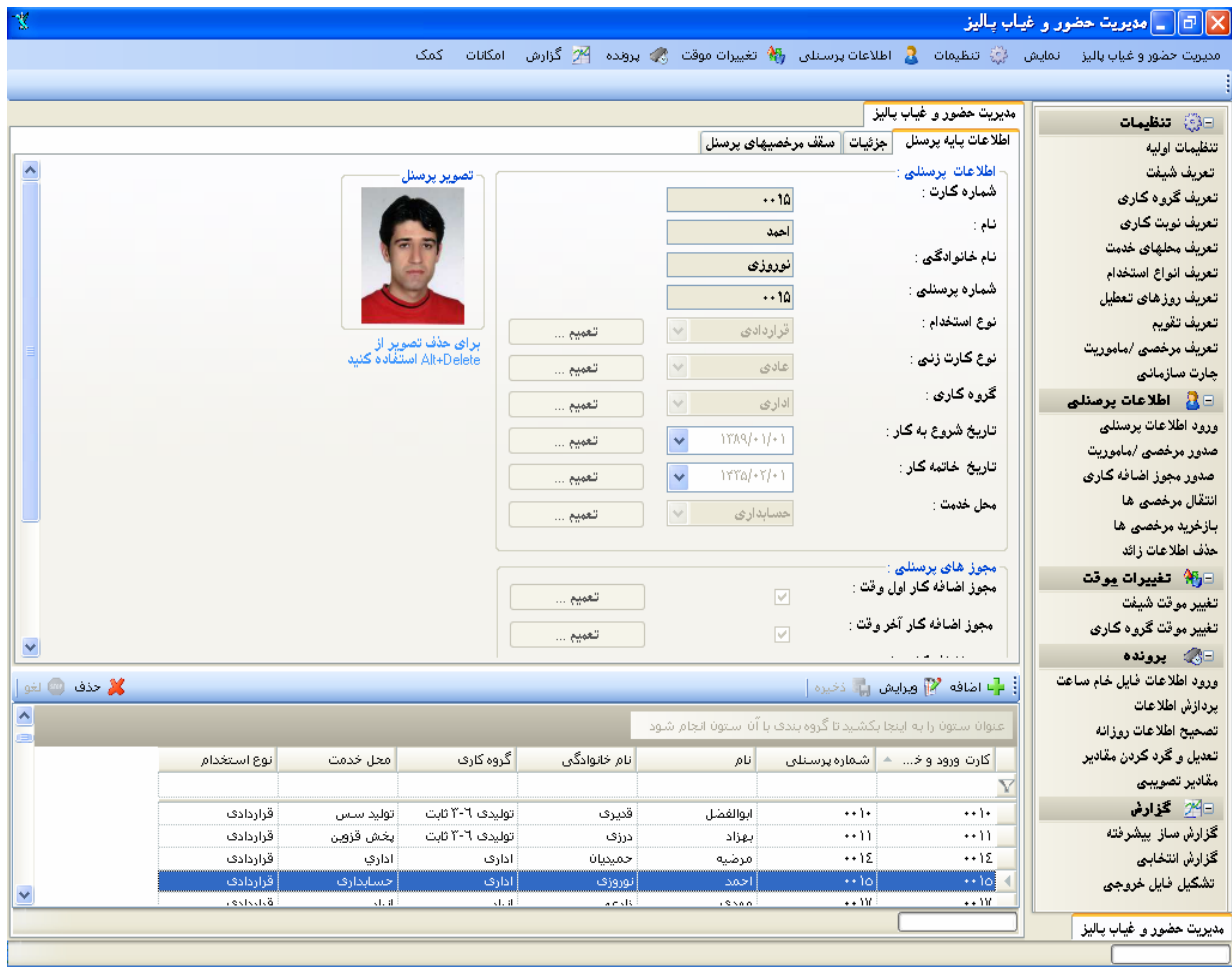 مدیریت حضور و غیاب پالیز
مدیریت حضور و غیاب پالیز نمایش تنظیمات اطلاعات پرسنلی تغییرات موقت پرونده گزارش امکانات کمک
تنظیمات
تنظیمات اولیه
تعریف شیفت
تعریف گروه کاری
تعریف نوبت کاری
تعریف محلهای خدمت
تعریف انواع استخدام
تعریف روزهای تعطیل
تعریف تقویم
تعریف مرخصی /ماموریت
چارت سازمانی
اطلاعات پرسنلی
ورود اطلاعات پرسنلی
صدور مرخصی /ماموریت
صدور مجوز اضافه کاری
انتقال مرخصی ها
بازخرید مرخصی ها
حذف اطلاعات زائد
تغییرات موقت
تغییر موقت شیفت
تغییر موقت گروه کاری
پرونده
ورود اطلاعات فایل خام ساعت
پردازش اطلاعات
تصحیح اطلاعات روزانه
تعدیل و گرد کردن مقادیر
مقادیر تصویبی
گزارش
گزارش ساز پیشرفته
گزارش انتخابی
تشکیل فایل خروجی
مدیریت حضور و غیاب پالیز
مدیریت حضور و غیاب پالیز
اطلاعات پایه پرسنل جزئیات سقف مرخصیهای پرسنل
اطلاعات پرسنلی :
شماره کارت : ۰۰۱۵
نام : احمد
نام خانوادگی : نوروزی
شماره پرسنلی : ۰۰۱۵
نوع استخدام : قراردادی تعمیم ...
نوع کارت زنی : عادی تعمیم ...
گروه کاری : اداری تعمیم ...
تاریخ شروع به کار : ۱۳۸۹/۰۱/۰۱ تعمیم ...
تاریخ خاتمه کار : ۱۴۳۵/۰۲/۰۱ تعمیم ...
محل خدمت : حسابداری تعمیم ...
تصویر پرسنل
برای حذف تصویر از
Alt+Delete استفاده کنید
مجوز های پرسنلی :
مجوز اضافه کار اول وقت : تعمیم ...
مجوز اضافه کار آخر وقت : تعمیم ...
اضافه ویرایش ذخیره حذف لغو
عنوان ستون را به اینجا بکشید تا گروه بندی با آن ستون انجام شود
کارت ورود و خ... شماره پرسنلی نام نام خانوادگی گروه کاری محل خدمت نوع استخدام
۰۰۱۰ ۰۰۱۰ ابوالفضل قدیری تولیدی ٦-۳ ثابت تولید سس قراردادی
۰۰۱۱ ۰۰۱۱ بهزاد درزی تولیدی ٦-۳ ثابت پخش قزوین قراردادی
۰۰۱٤ ۰۰۱٤ مرضیه حمیدیان اداری اداري قراردادی
۰۰۱۵ ۰۰۱۵ احمد نوروزی اداری حسابداری قراردادی
۰۰۱۷ ۰۰۱۷ مهدی